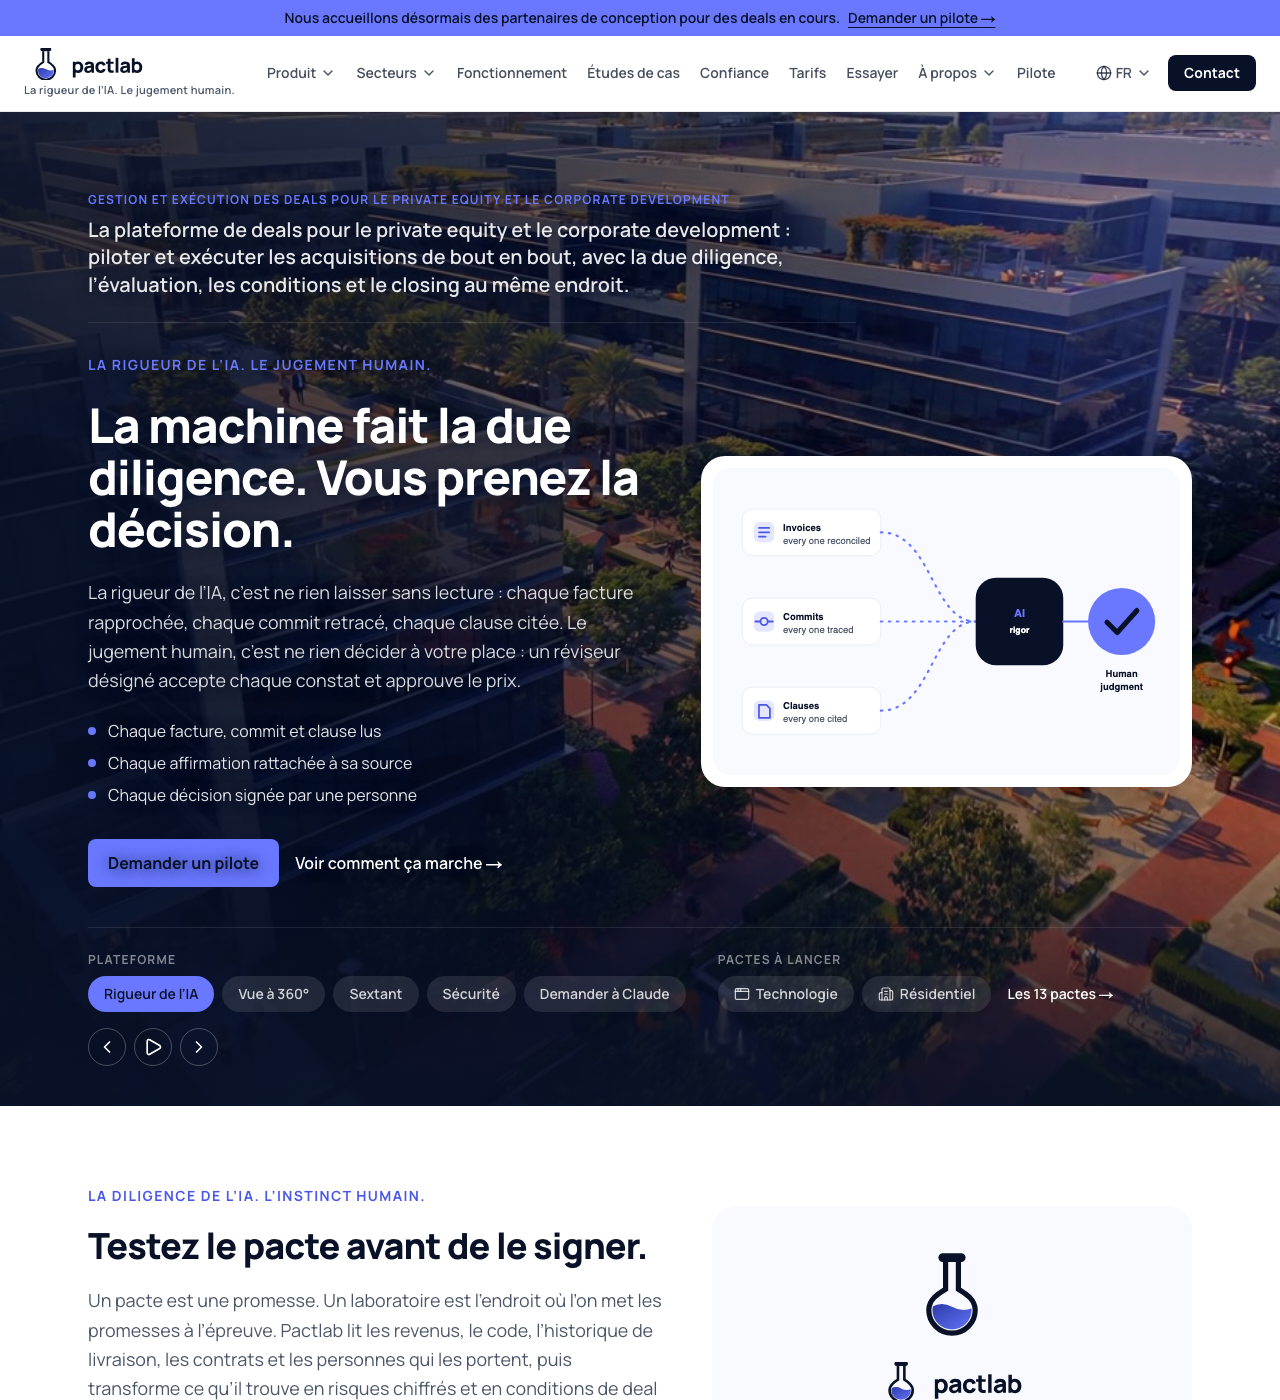 Nous accueillons désormais des partenaires de conception pour des deals en cours. Demander un pilote →
pactlab
La rigueur de l’IA. Le jugement humain.
Produit
Secteurs
Fonctionnement
Études de cas
Confiance
Tarifs
Essayer
À propos
Pilote
FR
Contact
GESTION ET EXÉCUTION DES DEALS POUR LE PRIVATE EQUITY ET LE CORPORATE DEVELOPMENT
La plateforme de deals pour le private equity et le corporate development :
piloter et exécuter les acquisitions de bout en bout, avec la due diligence,
l’évaluation, les conditions et le closing au même endroit.
LA RIGUEUR DE L’IA. LE JUGEMENT HUMAIN.
La machine fait la due
diligence. Vous prenez la
décision.
La rigueur de l’IA, c’est ne rien laisser sans lecture : chaque facture
rapprochée, chaque commit retracé, chaque clause citée. Le
jugement humain, c’est ne rien décider à votre place : un réviseur
désigné accepte chaque constat et approuve le prix.
Chaque facture, commit et clause lus
Chaque affirmation rattachée à sa source
Chaque décision signée par une personne
Demander un pilote
Voir comment ça marche →
Invoices
every one reconciled
Commits
every one traced
Clauses
every one cited
AI
rigor
Human
judgment
PLATEFORME
Rigueur de l’IA
Vue à 360°
Sextant
Sécurité
Demander à Claude
PACTES À LANCER
Technologie
Résidentiel
Les 13 pactes →
LA DILIGENCE DE L’IA. L’INSTINCT HUMAIN.
Testez le pacte avant de le signer.
Un pacte est une promesse. Un laboratoire est l’endroit où l’on met les
promesses à l’épreuve. Pactlab lit les revenus, le code, l’historique de
livraison, les contrats et les personnes qui les portent, puis
transforme ce qu’il trouve en risques chiffrés et en conditions de deal
pactlab